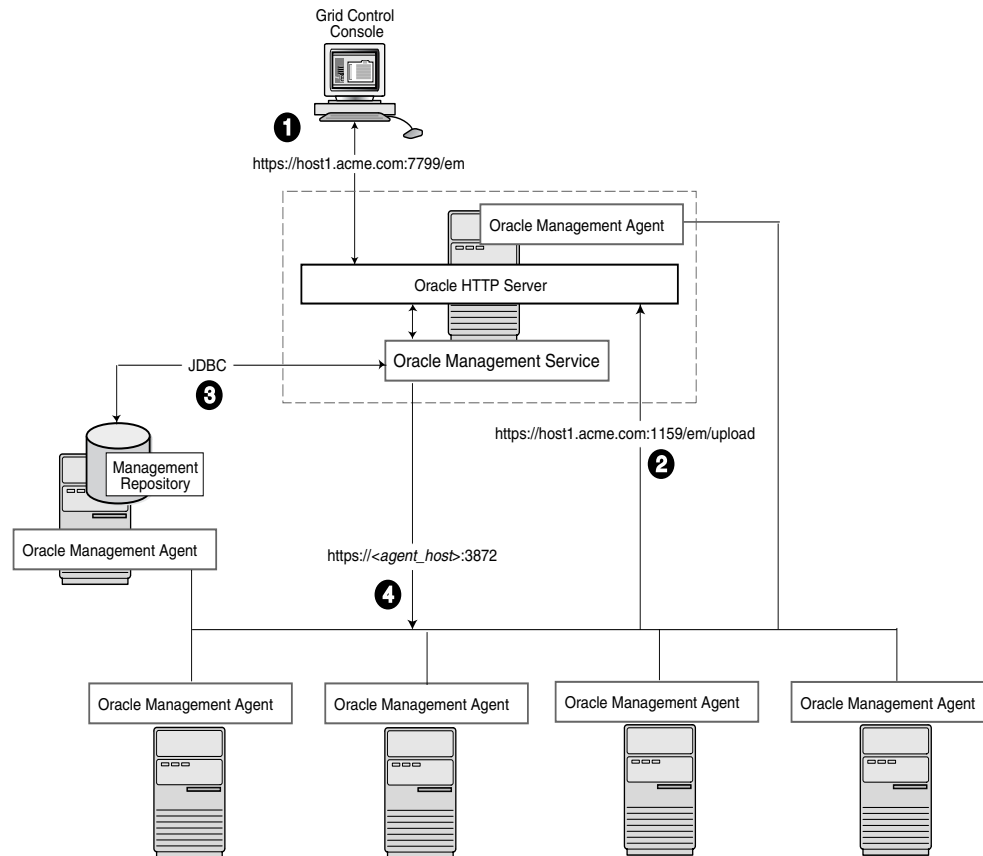 Grid Control
Console
1
https://host1.acme.com:7799/em
Oracle Management Agent
Oracle HTTP Server
Oracle Management Service
JDBC
3
https://host1.acme.com:1159/em/upload
2
Management
Repository
Oracle Management Agent
https://<agent_host>:3872
4
Oracle Management Agent
Oracle Management Agent
Oracle Management Agent
Oracle Management Agent